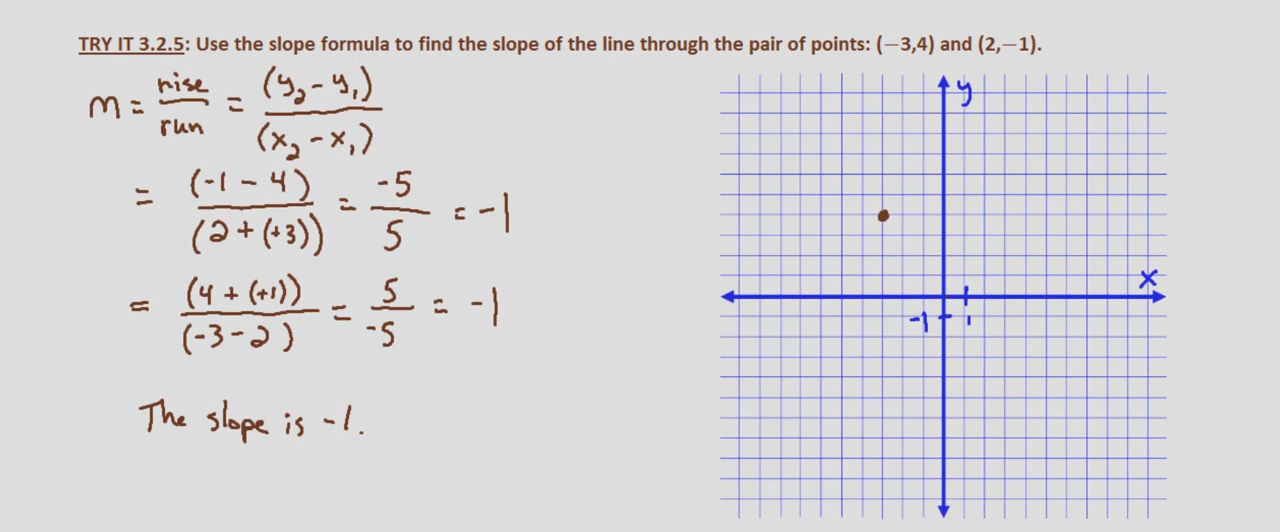 TRY IT 3.2.5: Use the slope formula to find the slope of the line through the pair of points: (−3,4) and (2,−1).
m = rise/run = (y₂ - y₁)/(x₂ - x₁)
= (-1 - 4)/(2 + (+3)) = -5/5 = -1
= (4 + (+1))/(-3 - 2) = 5/-5 = -1
The slope is -1.
y
x
-1 1